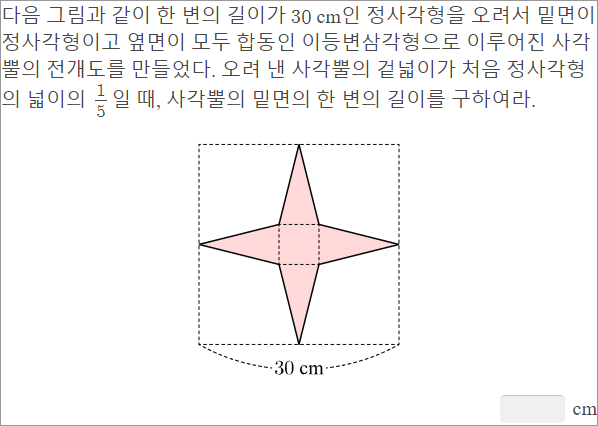 다음 그림과 같이 한 변의 길이가 30 cm인 정사각형을 오려서 밑면이
정사각형이고 옆면이 모두 합동인 이등변삼각형으로 이루어진 사각
뿔의 전개도를 만들었다. 오려 낸 사각뿔의 겉넓이가 처음 정사각형
의 넓이의 1/5일 때, 사각뿔의 밑면의 한 변의 길이를 구하여라.
30 cm
cm